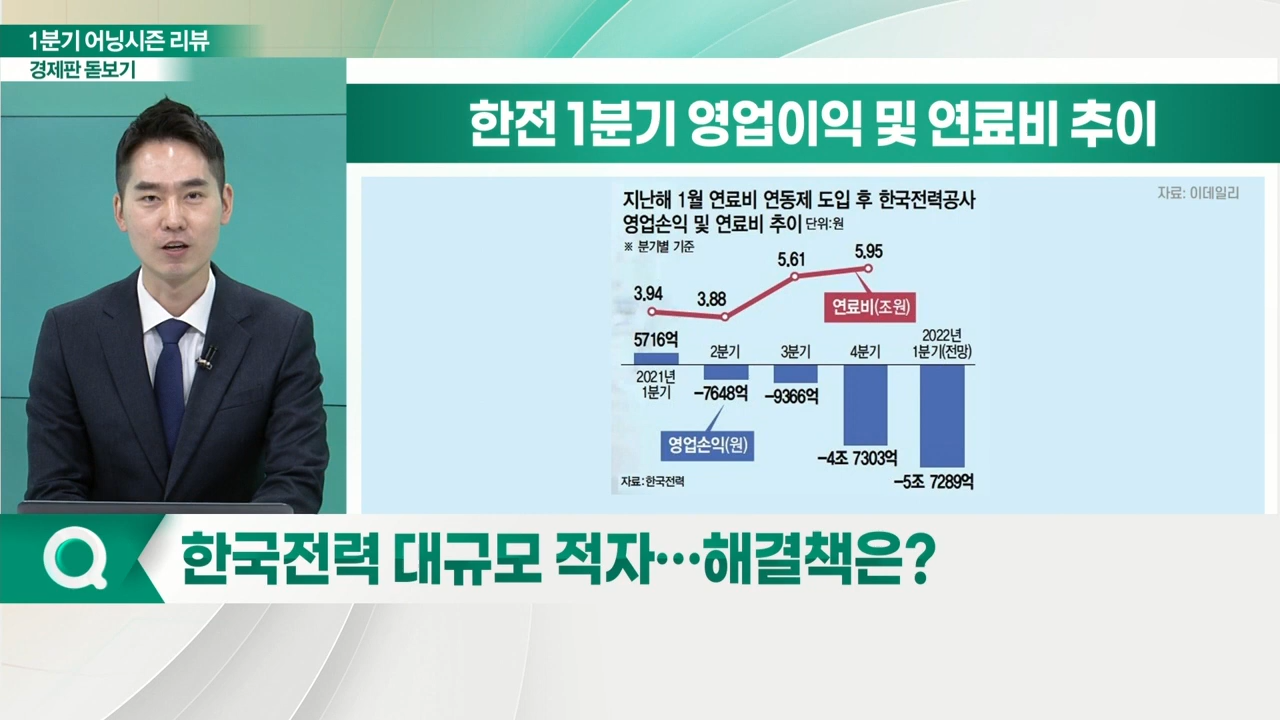 1분기 어닝시즌 리뷰
경제판 돋보기
한전 1분기 영업이익 및 연료비 추이
자료: 이데일리
지난해 1월 연료비 연동제 도입 후 한국전력공사
영업손익 및 연료비 추이 단위:원
※ 분기별 기준
3.94
3.88
5.61
5.95
연료비(조원)
5716억
2021년
1분기
2분기
-7648억
3분기
-9366억
4분기
-4조 7303억
2022년
1분기(전망)
-5조 7289억
영업손익(원)
자료:한국전력
한국전력 대규모 적자…해결책은?